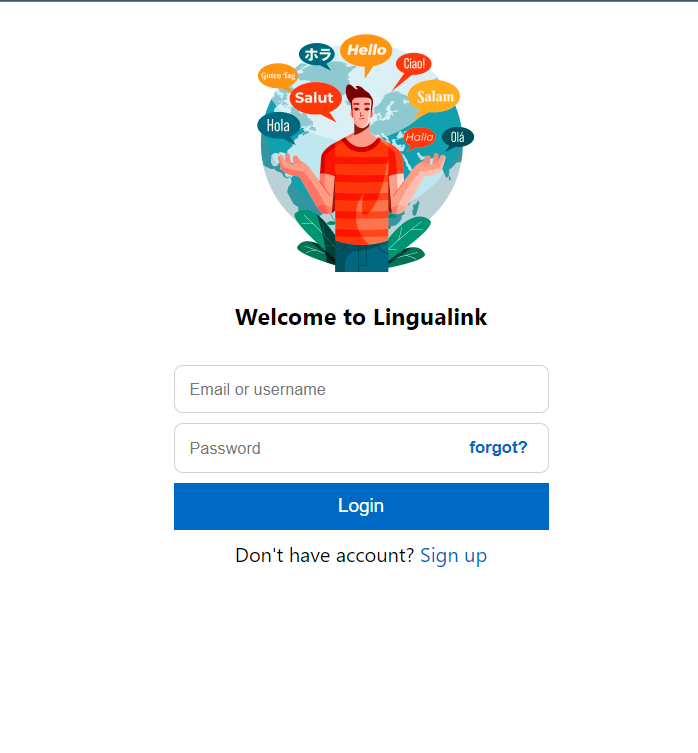 ホラ
Hello
Ciao!
Guten Tag
Salut
Salam
Hola
Halla
Olá
Welcome to Lingualink
Email or username
Password
forgot?
Login
Don't have account? Sign up